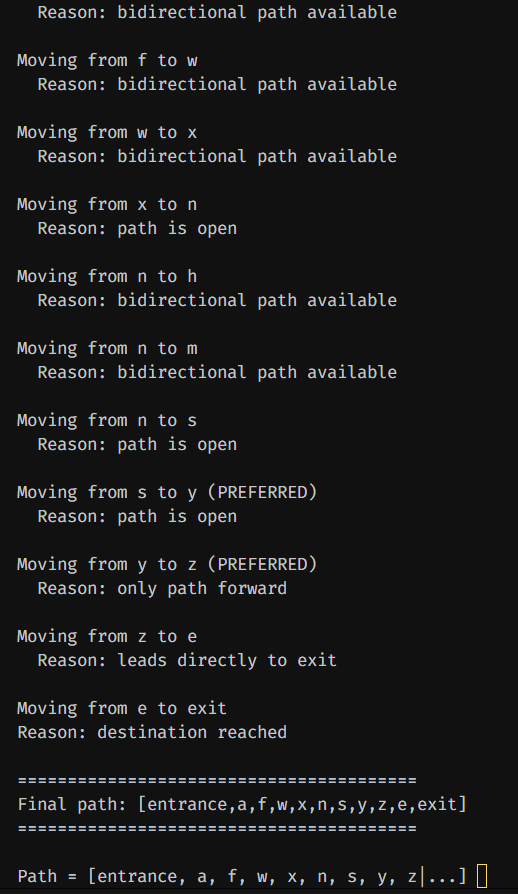 Reason: bidirectional path available
Moving from f to w
Reason: bidirectional path available
Moving from w to x
Reason: bidirectional path available
Moving from x to n
Reason: path is open
Moving from n to h
Reason: bidirectional path available
Moving from n to m
Reason: bidirectional path available
Moving from n to s
Reason: path is open
Moving from s to y (PREFERRED)
Reason: path is open
Moving from y to z (PREFERRED)
Reason: only path forward
Moving from z to e
Reason: leads directly to exit
Moving from e to exit
Reason: destination reached
========================================
Final path: [entrance,a,f,w,x,n,s,y,z,e,exit]
========================================
Path = [entrance, a, f, w, x, n, s, y, z|...]